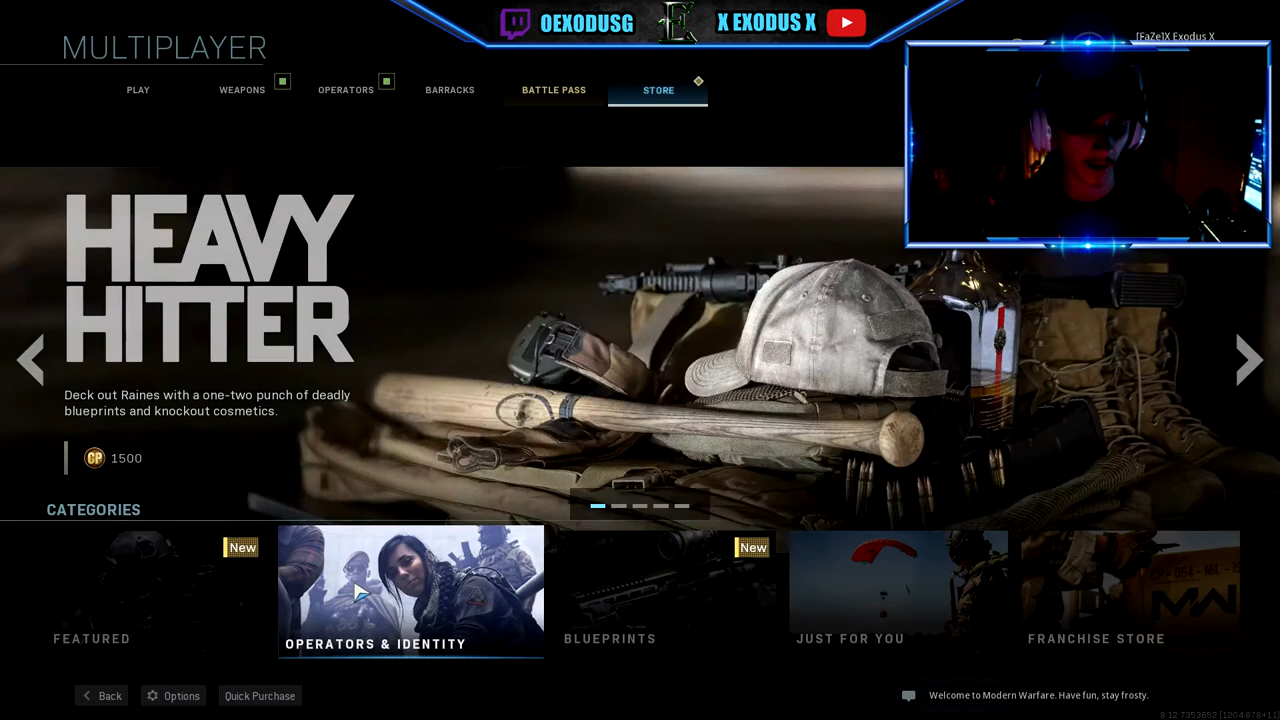 MULTIPLAYER
OEXODUSG
E
X EXODUS X
[FaZe]X Exodus X
PLAY
WEAPONS
OPERATORS
BARRACKS
BATTLE PASS
STORE
HEAVY
HITTER
Deck out Raines with a one-two punch of deadly
blueprints and knockout cosmetics.
CP 1500
CATEGORIES
New
New
FEATURED
OPERATORS & IDENTITY
BLUEPRINTS
JUST FOR YOU
FRANCHISE STORE
Back
Options
Quick Purchase
Welcome to Modern Warfare. Have fun, stay frosty.